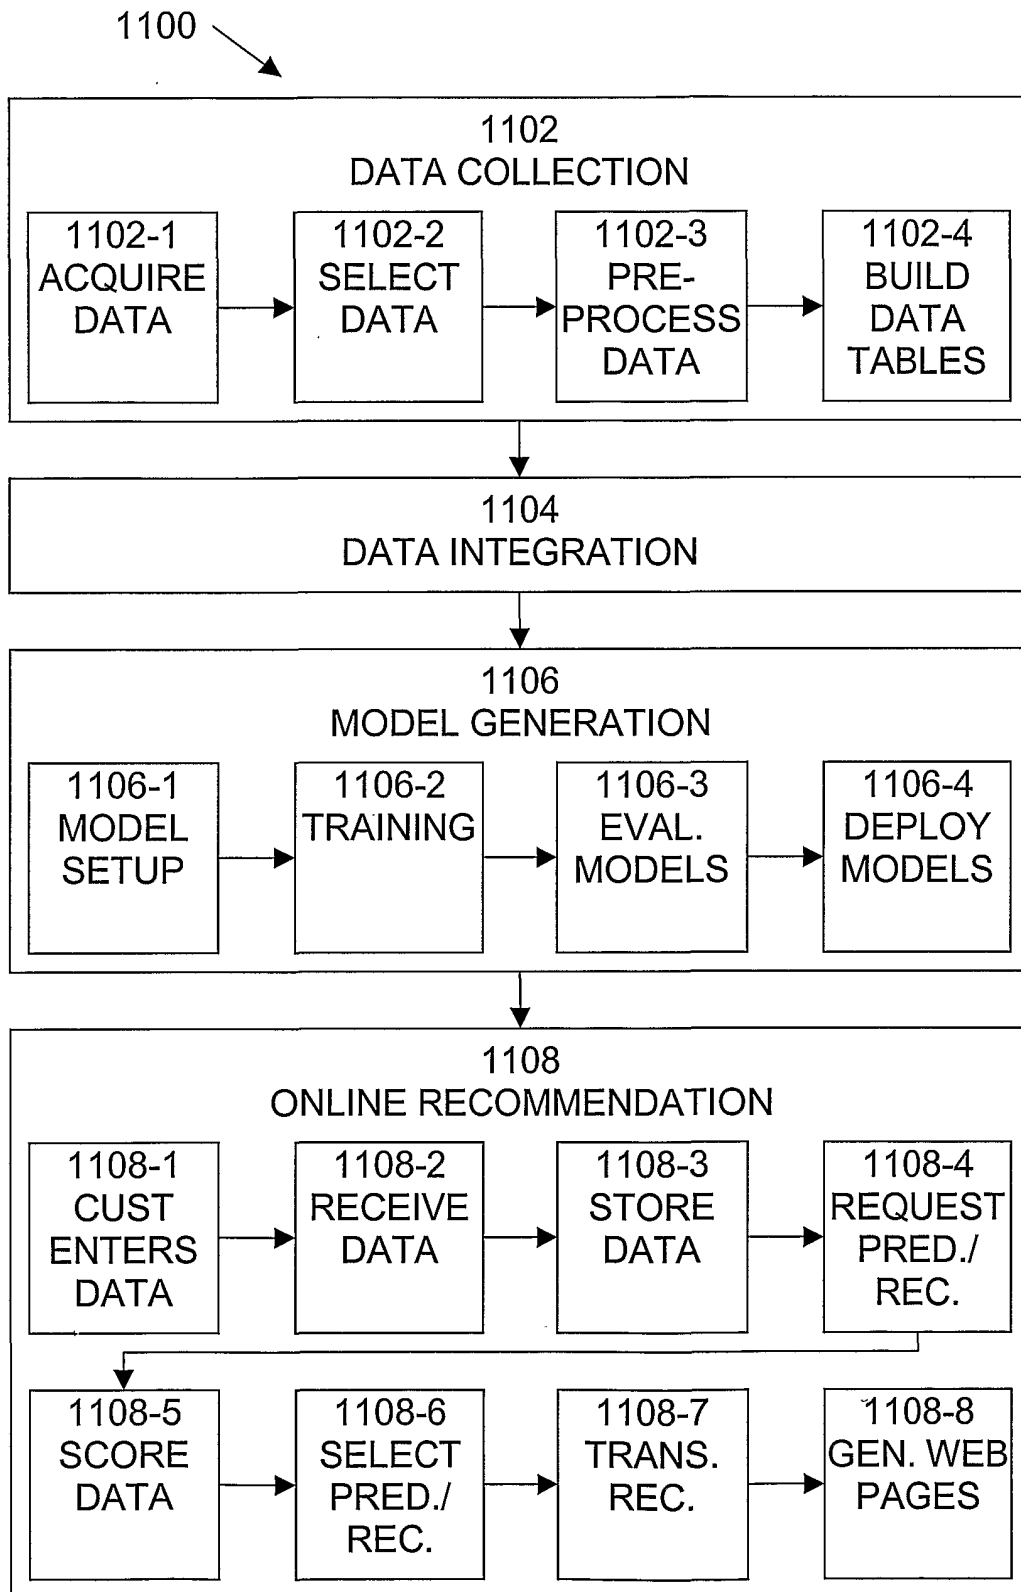 1100
1102
DATA COLLECTION
1102-1
ACQUIRE
DATA
1102-2
SELECT
DATA
1102-3
PRE-
PROCESS
DATA
1102-4
BUILD
DATA
TABLES
1104
DATA INTEGRATION
1106
MODEL GENERATION
1106-1
MODEL
SETUP
1106-2
TRAINING
1106-3
EVAL.
MODELS
1106-4
DEPLOY
MODELS
1108
ONLINE RECOMMENDATION
1108-1
CUST
ENTERS
DATA
1108-2
RECEIVE
DATA
1108-3
STORE
DATA
1108-4
REQUEST
PRED./
REC.
1108-5
SCORE
DATA
1108-6
SELECT
PRED./
REC.
1108-7
TRANS.
REC.
1108-8
GEN. WEB
PAGES